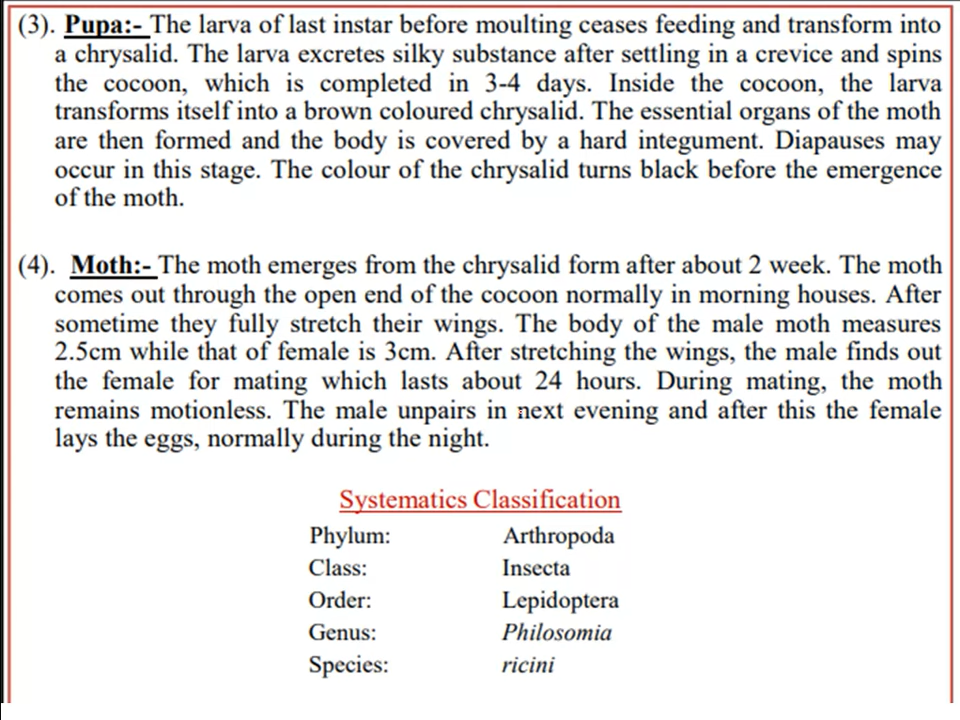 (3). Pupa:- The larva of last instar before moulting ceases feeding and transform into
a chrysalid. The larva excretes silky substance after settling in a crevice and spins
the cocoon, which is completed in 3-4 days. Inside the cocoon, the larva
transforms itself into a brown coloured chrysalid. The essential organs of the moth
are then formed and the body is covered by a hard integument. Diapauses may
occur in this stage. The colour of the chrysalid turns black before the emergence
of the moth.
(4). Moth:- The moth emerges from the chrysalid form after about 2 week. The moth
comes out through the open end of the cocoon normally in morning houses. After
sometime they fully stretch their wings. The body of the male moth measures
2.5cm while that of female is 3cm. After stretching the wings, the male finds out
the female for mating which lasts about 24 hours. During mating, the moth
remains motionless. The male unpairs in next evening and after this the female
lays the eggs, normally during the night.
Systematics Classification
Phylum: Arthropoda
Class: Insecta
Order: Lepidoptera
Genus: Philosomia
Species: ricini